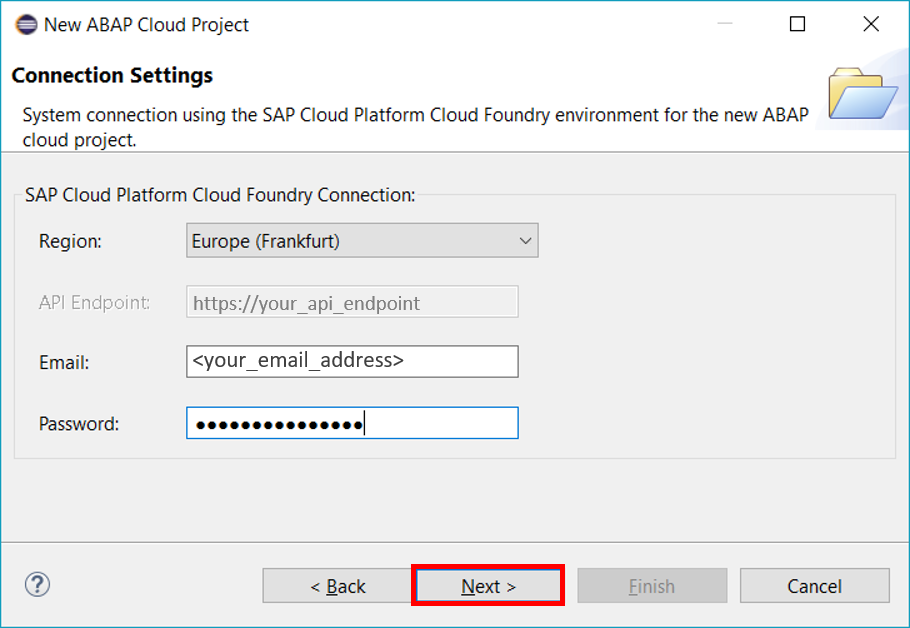 New ABAP Cloud Project
Connection Settings
System connection using the SAP Cloud Platform Cloud Foundry environment for the new ABAP
cloud project.
SAP Cloud Platform Cloud Foundry Connection:
Region: Europe (Frankfurt)
API Endpoint: https://your_api_endpoint
Email: <your_email_address>
Password: ●●●●●●●●●●●●●●●
? < Back Next > Finish Cancel